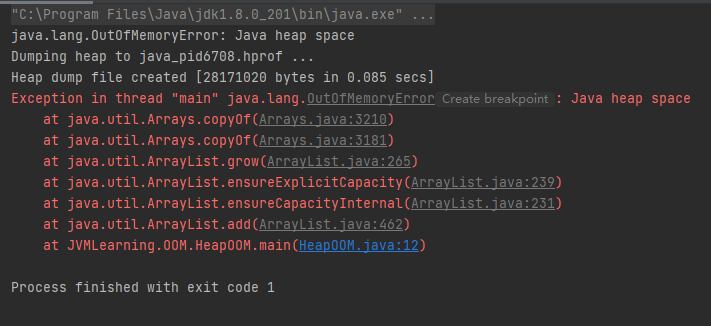 "C:\Program Files\Java\jdk1.8.0_201\bin\java.exe" ...
java.lang.OutOfMemoryError: Java heap space
Dumping heap to java_pid6708.hprof ...
Heap dump file created [28171020 bytes in 0.085 secs]
Exception in thread "main" java.lang.OutOfMemoryError Create breakpoint : Java heap space
    at java.util.Arrays.copyOf(Arrays.java:3210)
    at java.util.Arrays.copyOf(Arrays.java:3181)
    at java.util.ArrayList.grow(ArrayList.java:265)
    at java.util.ArrayList.ensureExplicitCapacity(ArrayList.java:239)
    at java.util.ArrayList.ensureCapacityInternal(ArrayList.java:231)
    at java.util.ArrayList.add(ArrayList.java:462)
    at JVMLearning.OOM.HeapOOM.main(HeapOOM.java:12)
Process finished with exit code 1